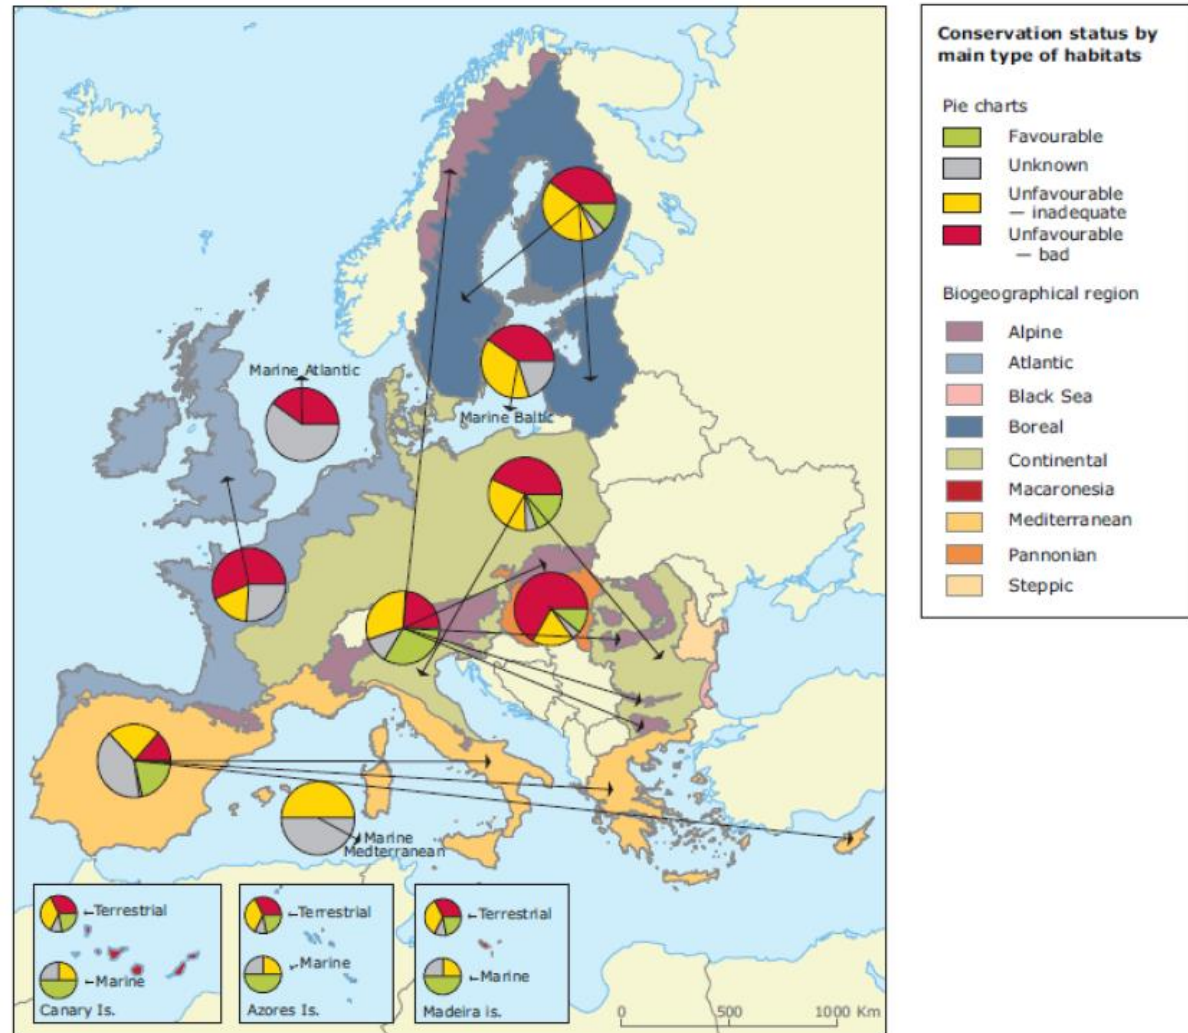 Marine Atlantic
Marine Baltic
Marine
Mediterranean
Terrestrial
Marine
Canary Is.
Terrestrial
Marine
Azores Is.
Terrestrial
Marine
Madeira is.
0 500 1000 Km
Conservation status by
main type of habitats
Pie charts
Favourable
Unknown
Unfavourable
— inadequate
Unfavourable
— bad
Biogeographical region
Alpine
Atlantic
Black Sea
Boreal
Continental
Macaronesia
Mediterranean
Pannonian
Steppic